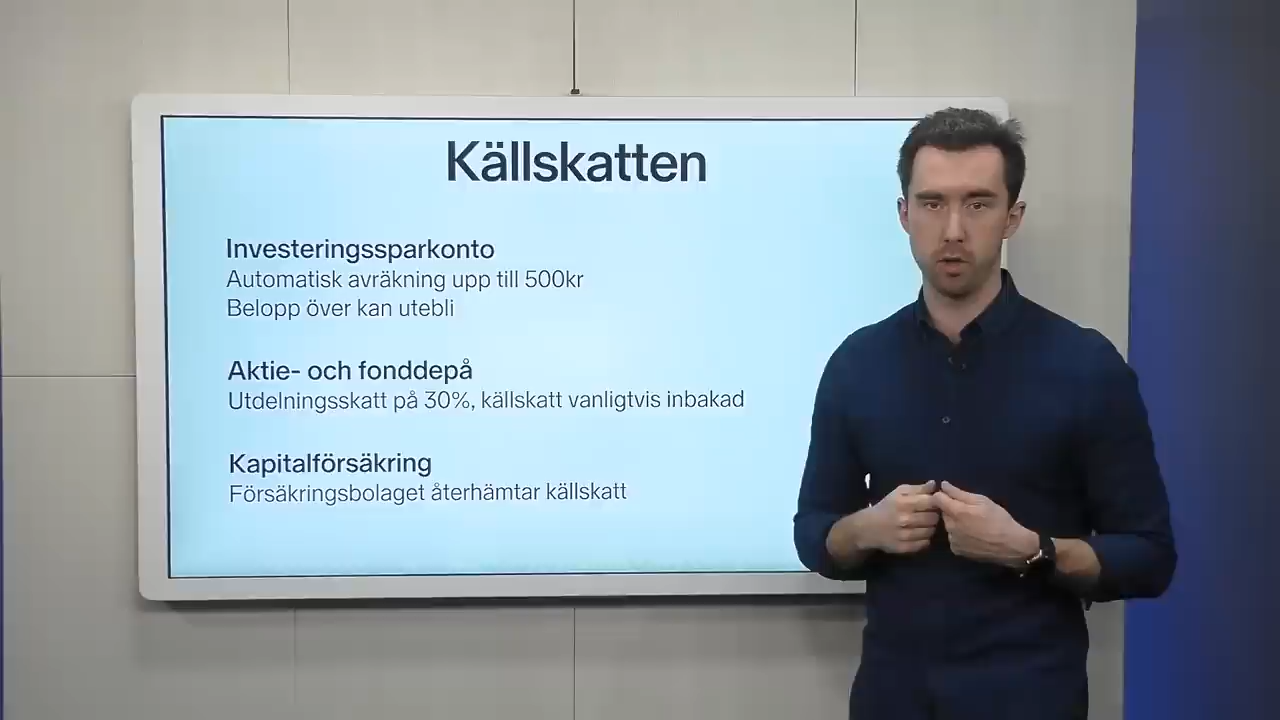 Källskatten
Investeringssparkonto
Automatisk avräkning upp till 500kr
Belopp över kan utebli
Aktie- och fonddepå
Utdelningsskatt på 30%, källskatt vanligtvis inbakad
Kapitalförsäkring
Försäkringsbolaget återhämtar källskatt